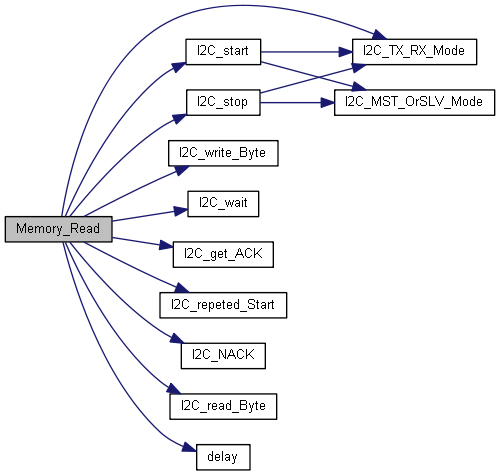 I2C_start
I2C_TX_RX_Mode
I2C_stop
I2C_MST_OrSLV_Mode
I2C_write_Byte
I2C_wait
Memory_Read
I2C_get_ACK
I2C_repeted_Start
I2C_NACK
I2C_read_Byte
delay